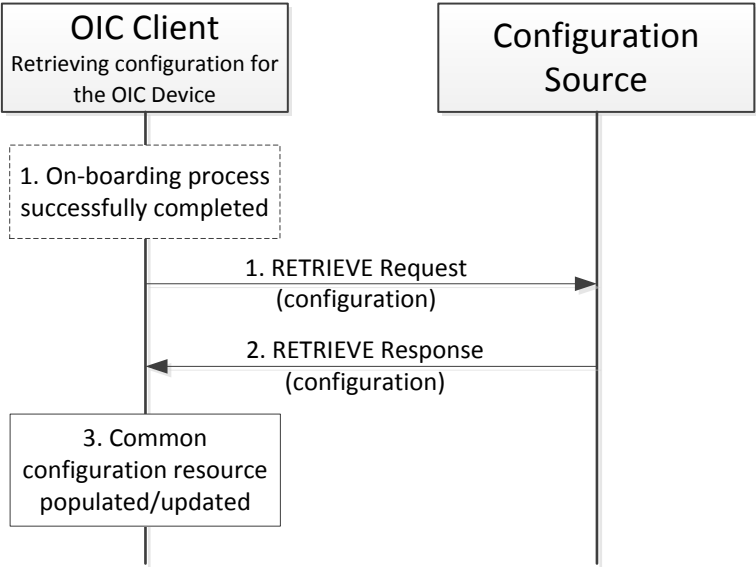 OIC Client
Retrieving configuration for
the OIC Device
Configuration
Source
1. On-boarding process
successfully completed
1. RETRIEVE Request
(configuration)
2. RETRIEVE Response
(configuration)
3. Common
configuration resource
populated/updated